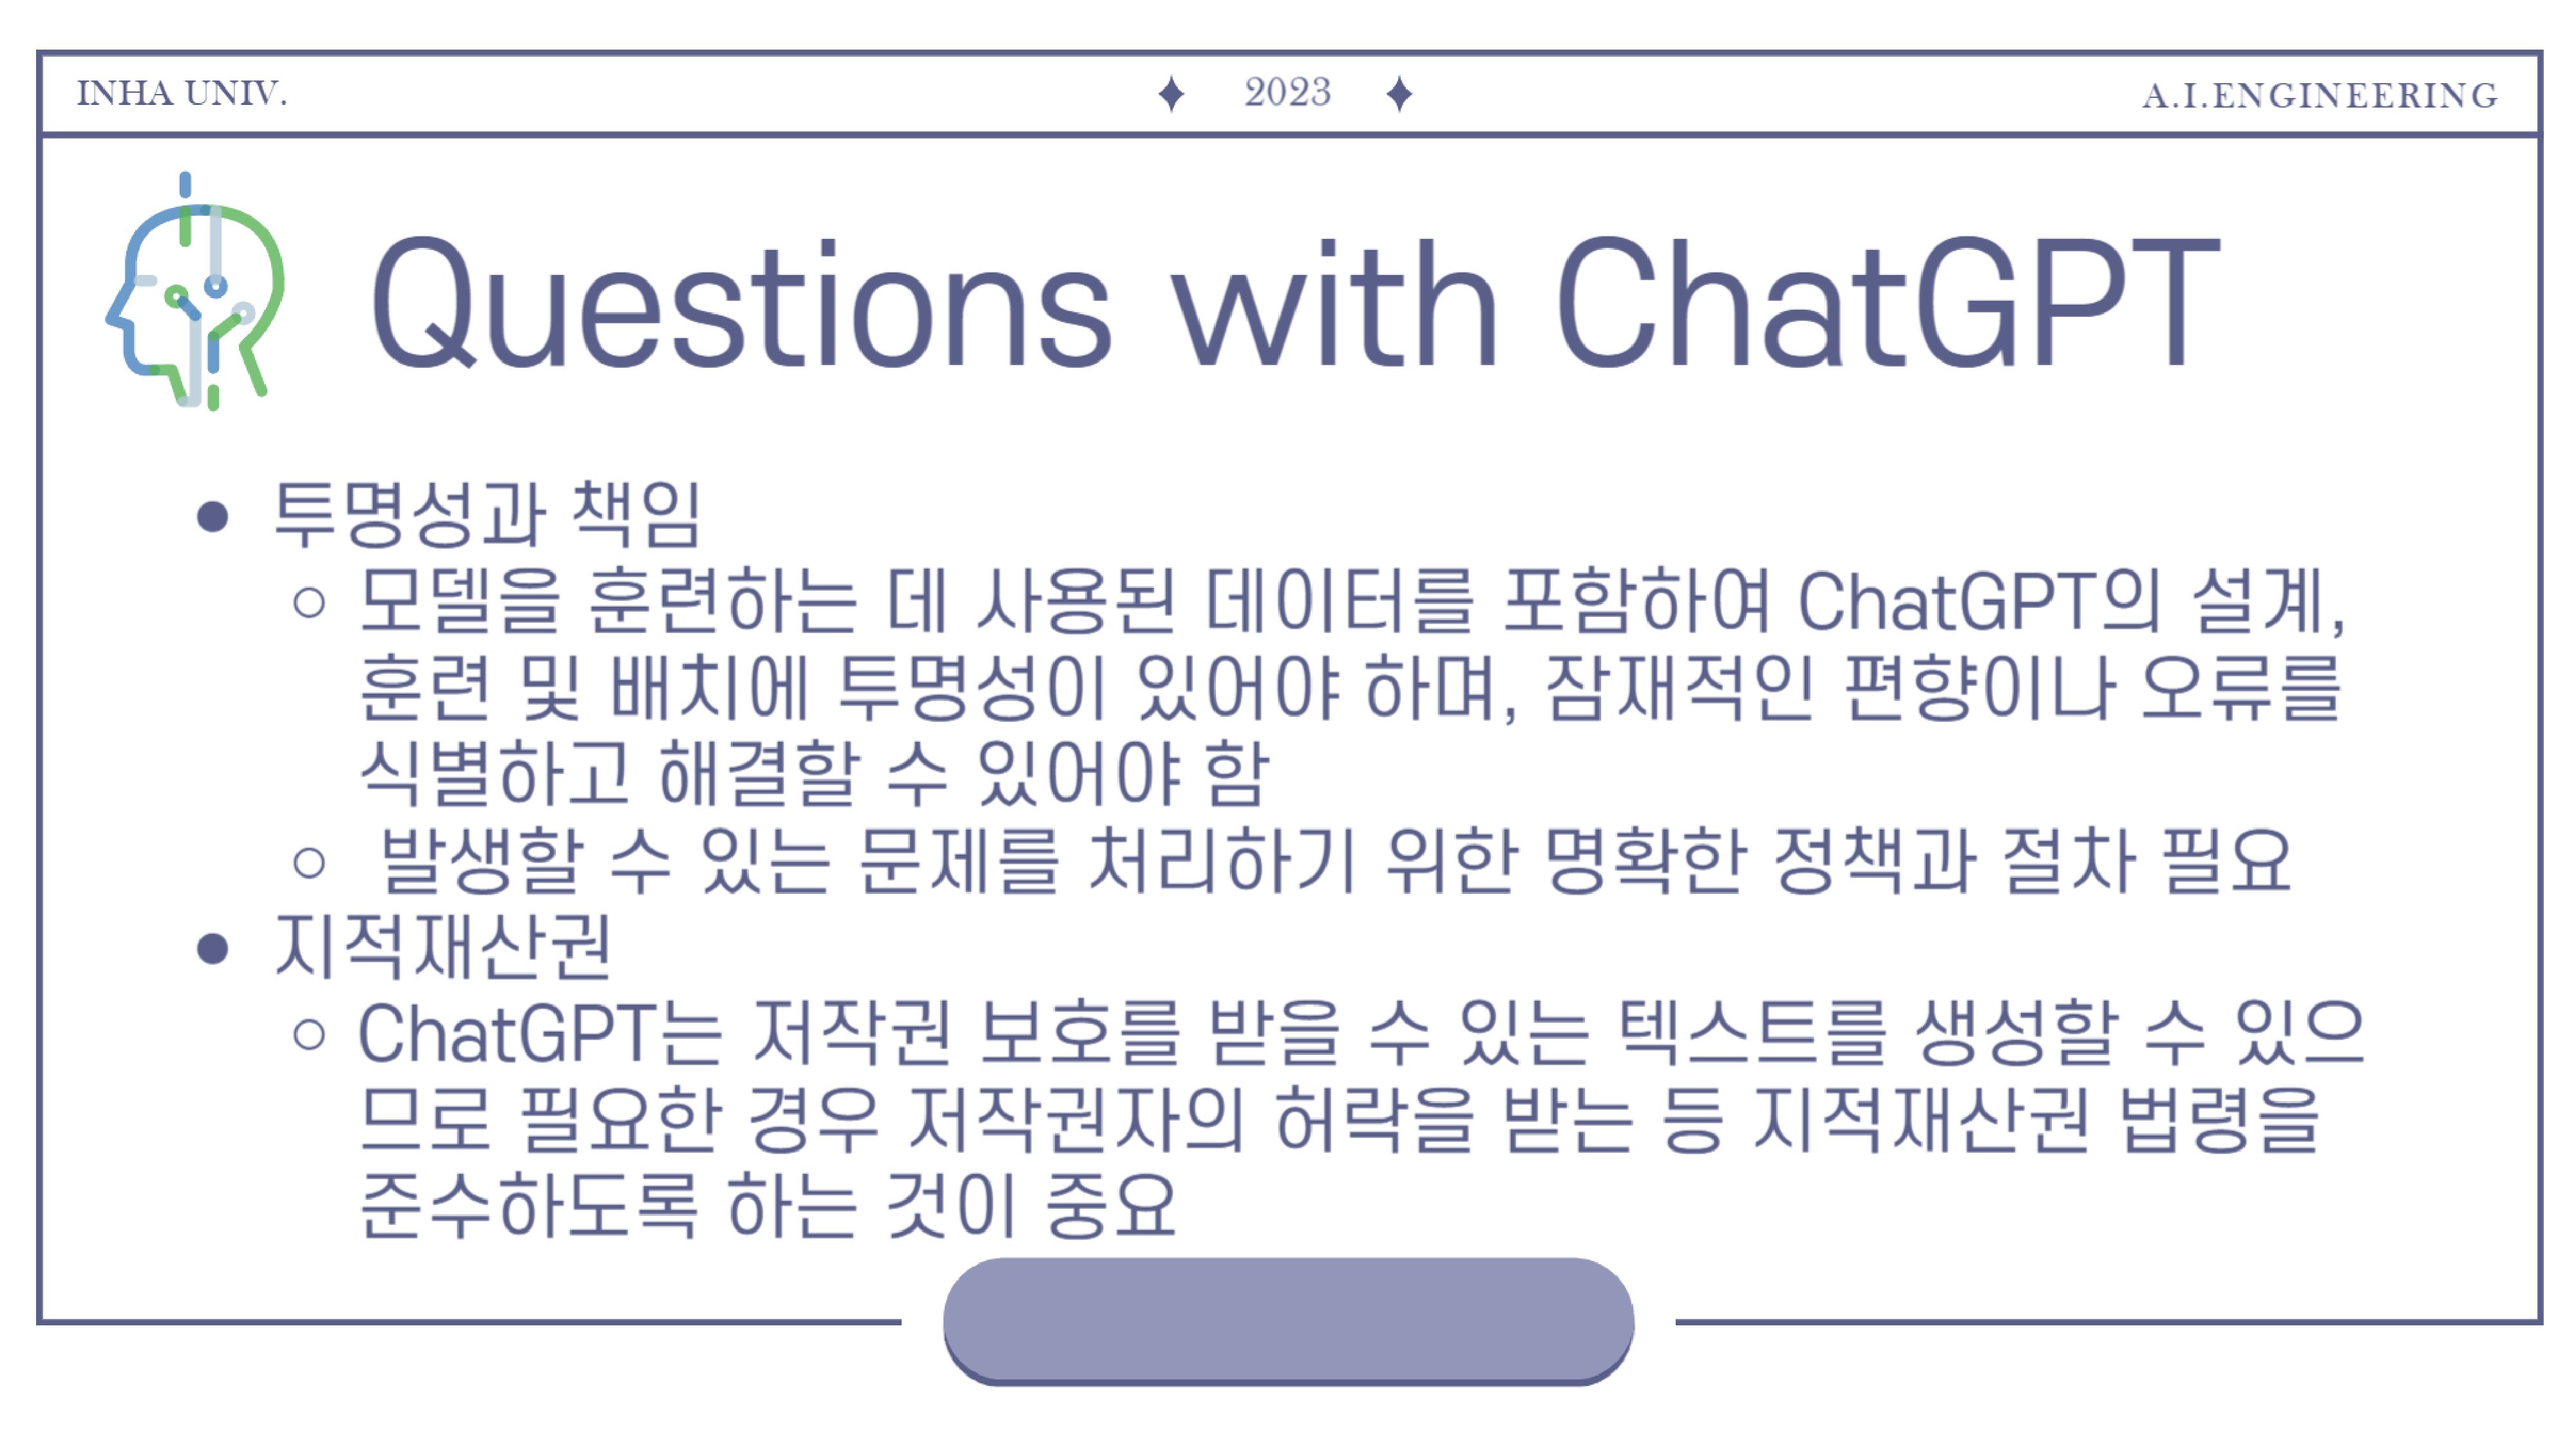 INHA UNIV.
2023
A.I.ENGINEERING
Questions with ChatGPT
● 투명성과 책임
○ 모델을 훈련하는 데 사용된 데이터를 포함하여 ChatGPT의 설계,
훈련 및 배치에 투명성이 있어야 하며, 잠재적인 편향이나 오류를
식별하고 해결할 수 있어야 함
○ 발생할 수 있는 문제를 처리하기 위한 명확한 정책과 절차 필요
● 지적재산권
○ ChatGPT는 저작권 보호를 받을 수 있는 텍스트를 생성할 수 있으
므로 필요한 경우 저작권자의 허락을 받는 등 지적재산권 법령을
준수하도록 하는 것이 중요